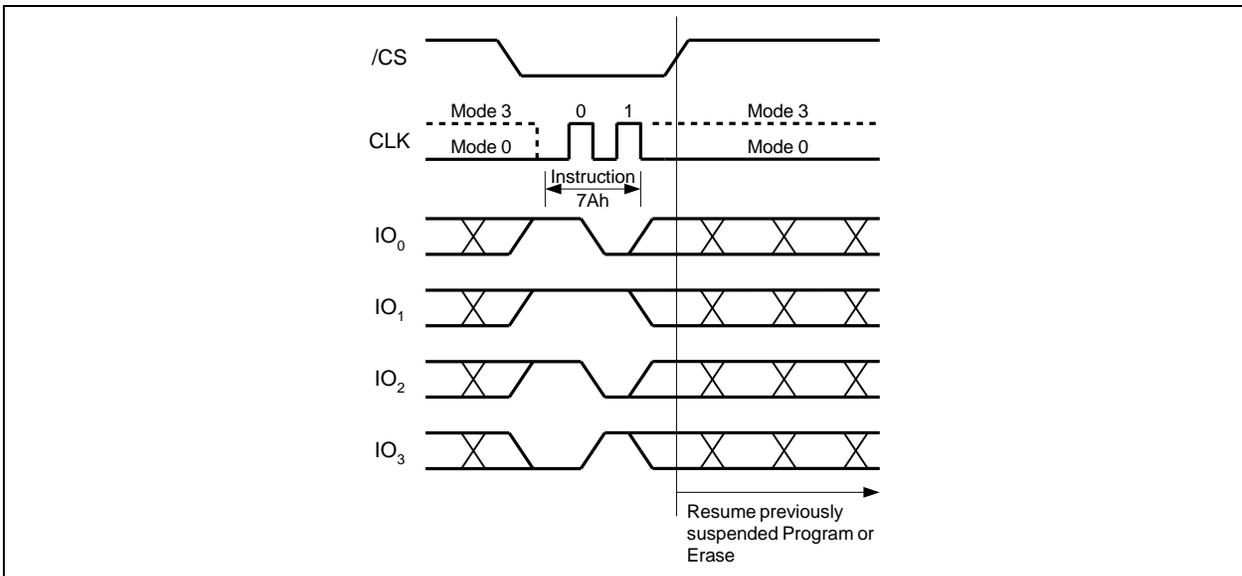 /CS
Mode 3 0 1 Mode 3
CLK
Mode 0 Mode 0
Instruction
7Ah
IO0
IO1
IO2
IO3
Resume previously
suspended Program or
Erase